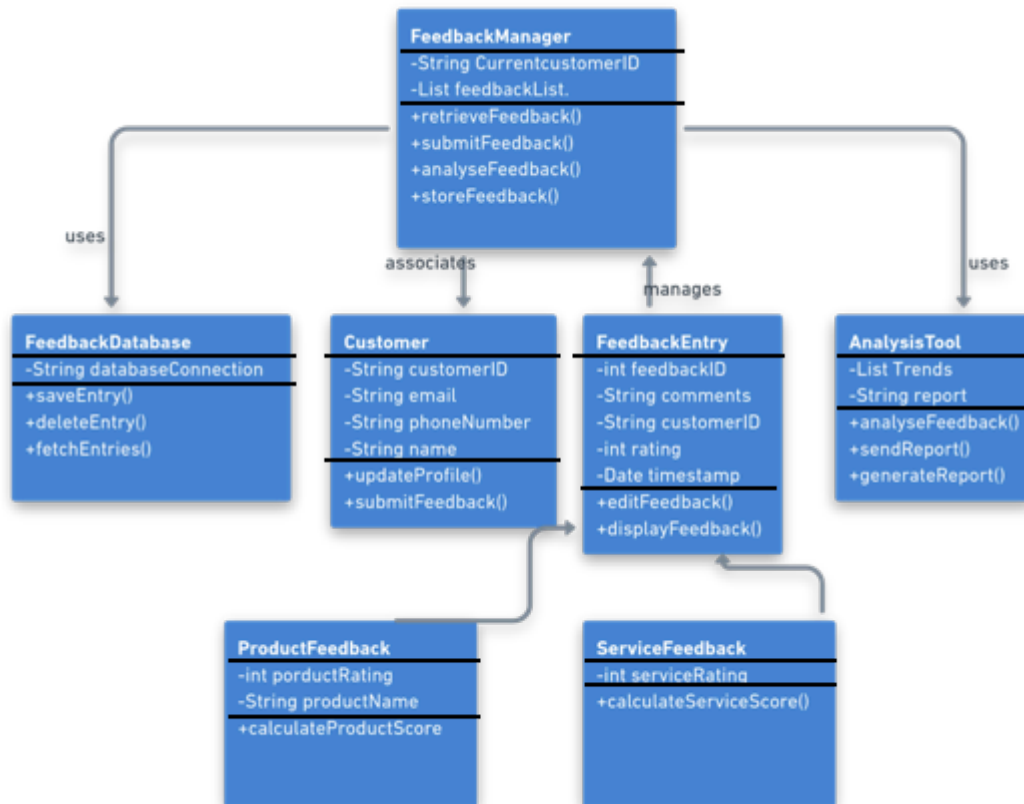 FeedbackManager
-String CurrentcustomerID
-List feedbackList.
+retrieveFeedback()
+submitFeedback()
+analyseFeedback()
+storeFeedback()
uses
associates
manages
uses
FeedbackDatabase
-String databaseConnection
+saveEntry()
+deleteEntry()
+fetchEntries()
Customer
-String customerID
-String email
-String phoneNumber
-String name
+updateProfile()
+submitFeedback()
FeedbackEntry
-int feedbackID
-String comments
-String customerID
-int rating
-Date timestamp
+editFeedback()
+displayFeedback()
AnalysisTool
-List Trends
-String report
+analyseFeedback()
+sendReport()
+generateReport()
ProductFeedback
-int porductRating
-String productName
+calculateProductScore
ServiceFeedback
-int serviceRating
+calculateServiceScore()